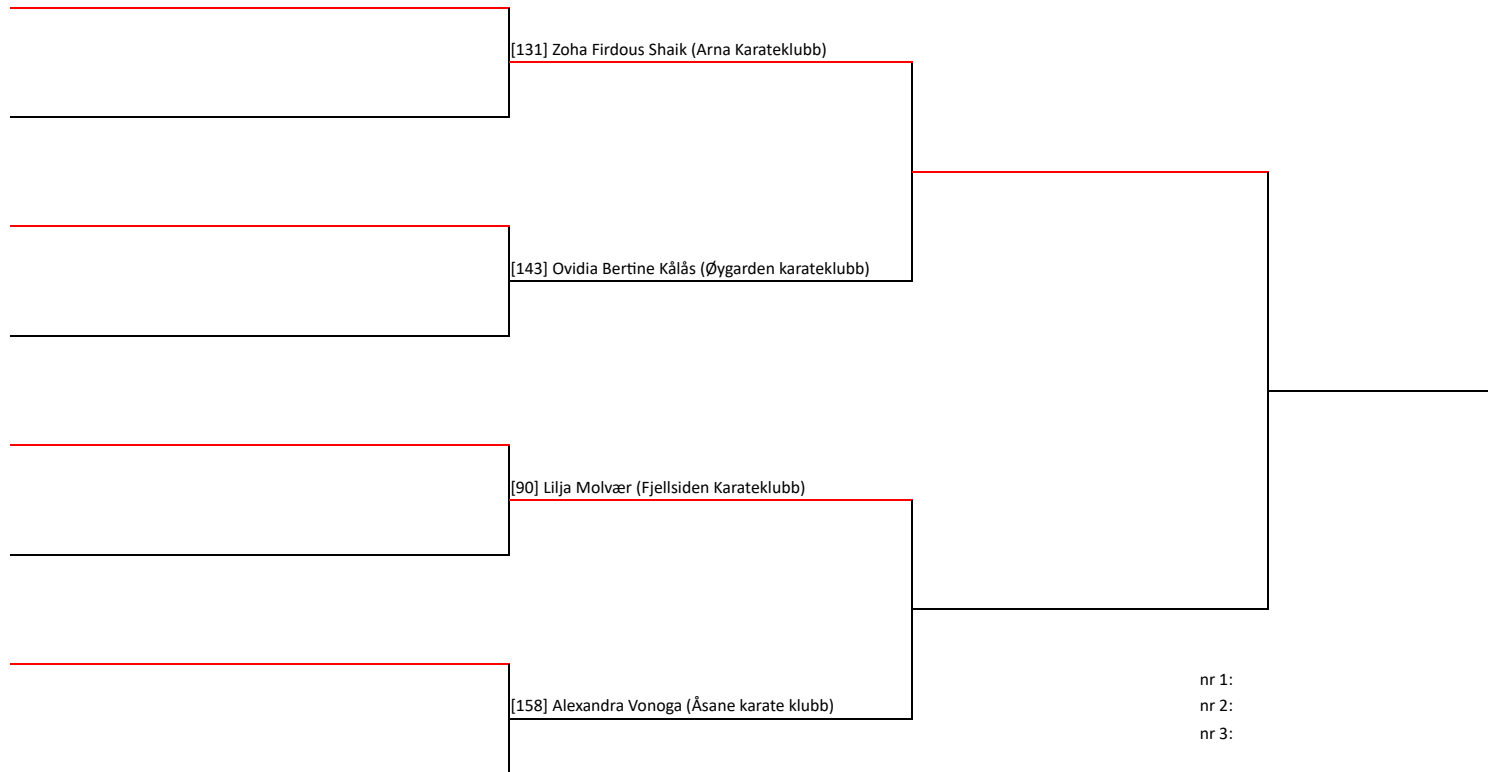 [131] Zoha Firdous Shaik (Arna Karateklubb)
[143] Ovidia Bertine Kålås (Øygarden karateklubb)
[90] Lilja Molvær (Fjellsiden Karateklubb)
[158] Alexandra Vonoga (Åsane karate klubb)
nr 1:
nr 2:
nr 3: